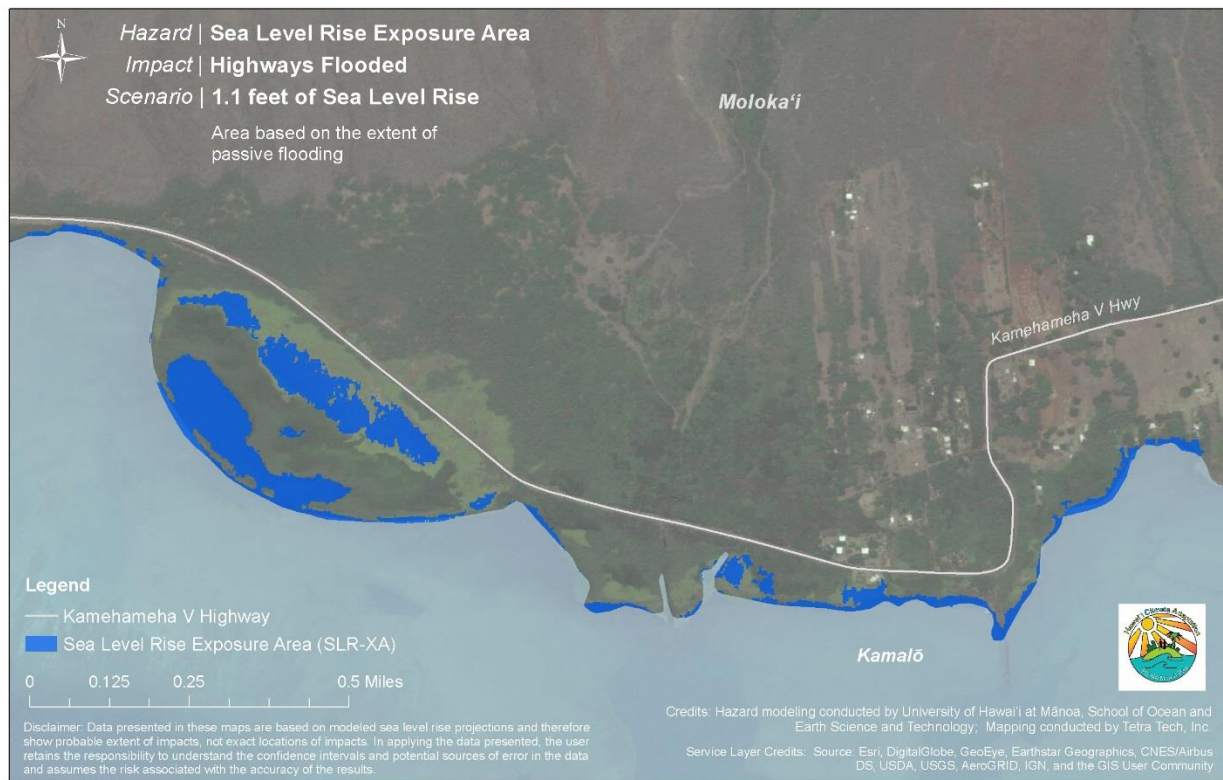 N
Hazard | Sea Level Rise Exposure Area
Impact | Highways Flooded
Scenario | 1.1 feet of Sea Level Rise
Area based on the extent of
passive flooding
Molokaʻi
Kamehameha V Hwy
Kamalō
Legend
Kamehameha V Highway
Sea Level Rise Exposure Area (SLR-XA)
0 0.125 0.25 0.5 Miles
Disclaimer: Data presented in these maps are based on modeled sea level rise projections and therefore
show probable extent of impacts, not exact locations of impacts. In applying the data presented, the user
retains the responsibility to understand the confidence intervals and potential sources of error in the data
and assumes the risk associated with the accuracy of the results.
Hawaiʻi Climate Adaptation
Credits: Hazard modeling conducted by University of Hawaiʻi at Mānoa, School of Ocean and
Earth Science and Technology; Mapping conducted by Tetra Tech, Inc.
Service Layer Credits: Source: Esri, DigitalGlobe, GeoEye, Earthstar Geographics, CNES/Airbus
DS, USDA, USGS, AeroGRID, IGN, and the GIS User Community